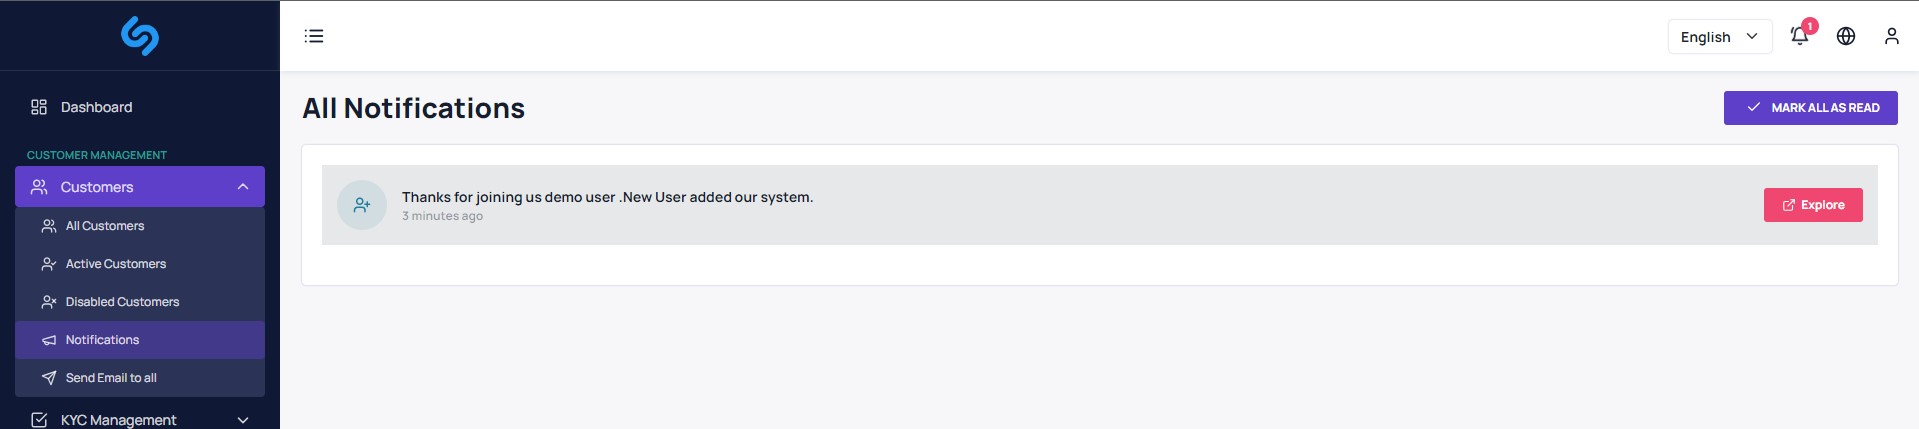 English
1
Dashboard
All Notifications
MARK ALL AS READ
CUSTOMER MANAGEMENT
Customers
Thanks for joining us demo user .New User added our system.
3 minutes ago
Explore
All Customers
Active Customers
Disabled Customers
Notifications
Send Email to all
KYC Management